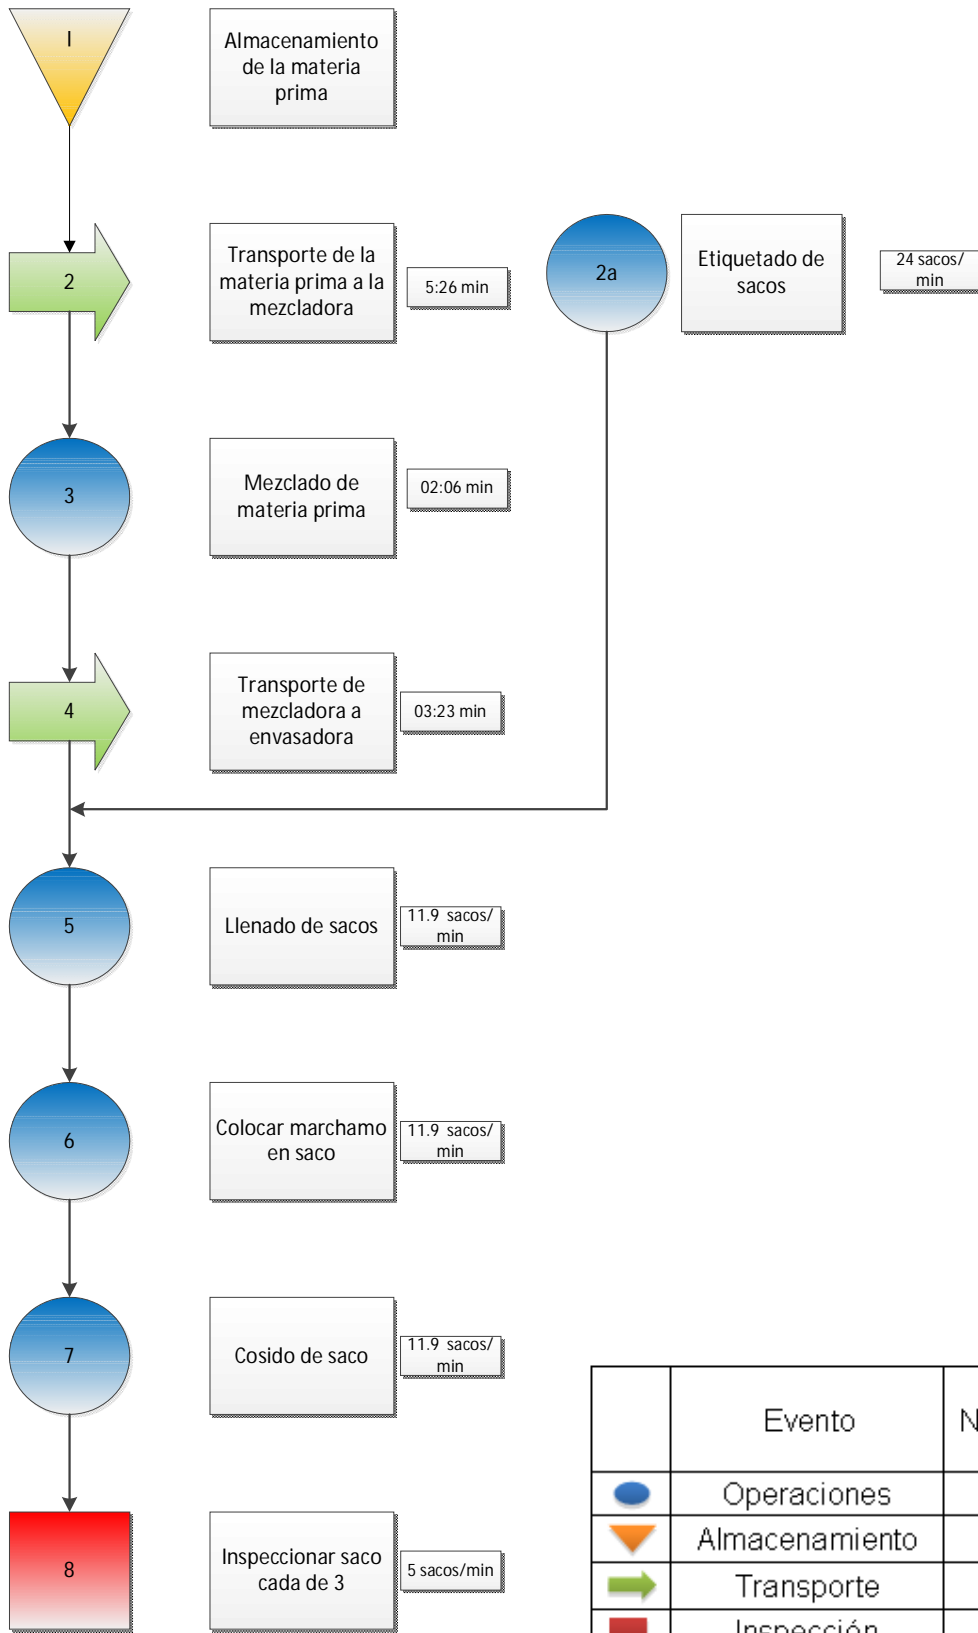 I
Almacenamiento
de la materia
prima
2
Transporte de la
materia prima a la
mezcladora
5:26 min
2a
Etiquetado de
sacos
24 sacos/
min
3
Mezclado de
materia prima
02:06 min
4
Transporte de
mezcladora a
envasadora
03:23 min
5
Llenado de sacos
11.9 sacos/
min
6
Colocar marchamo
en saco
11.9 sacos/
min
7
Cosido de saco
11.9 sacos/
min
8
Inspeccionar saco
cada de 3
5 sacos/min
Evento
N
Operaciones
Almacenamiento
Transporte
Inspección